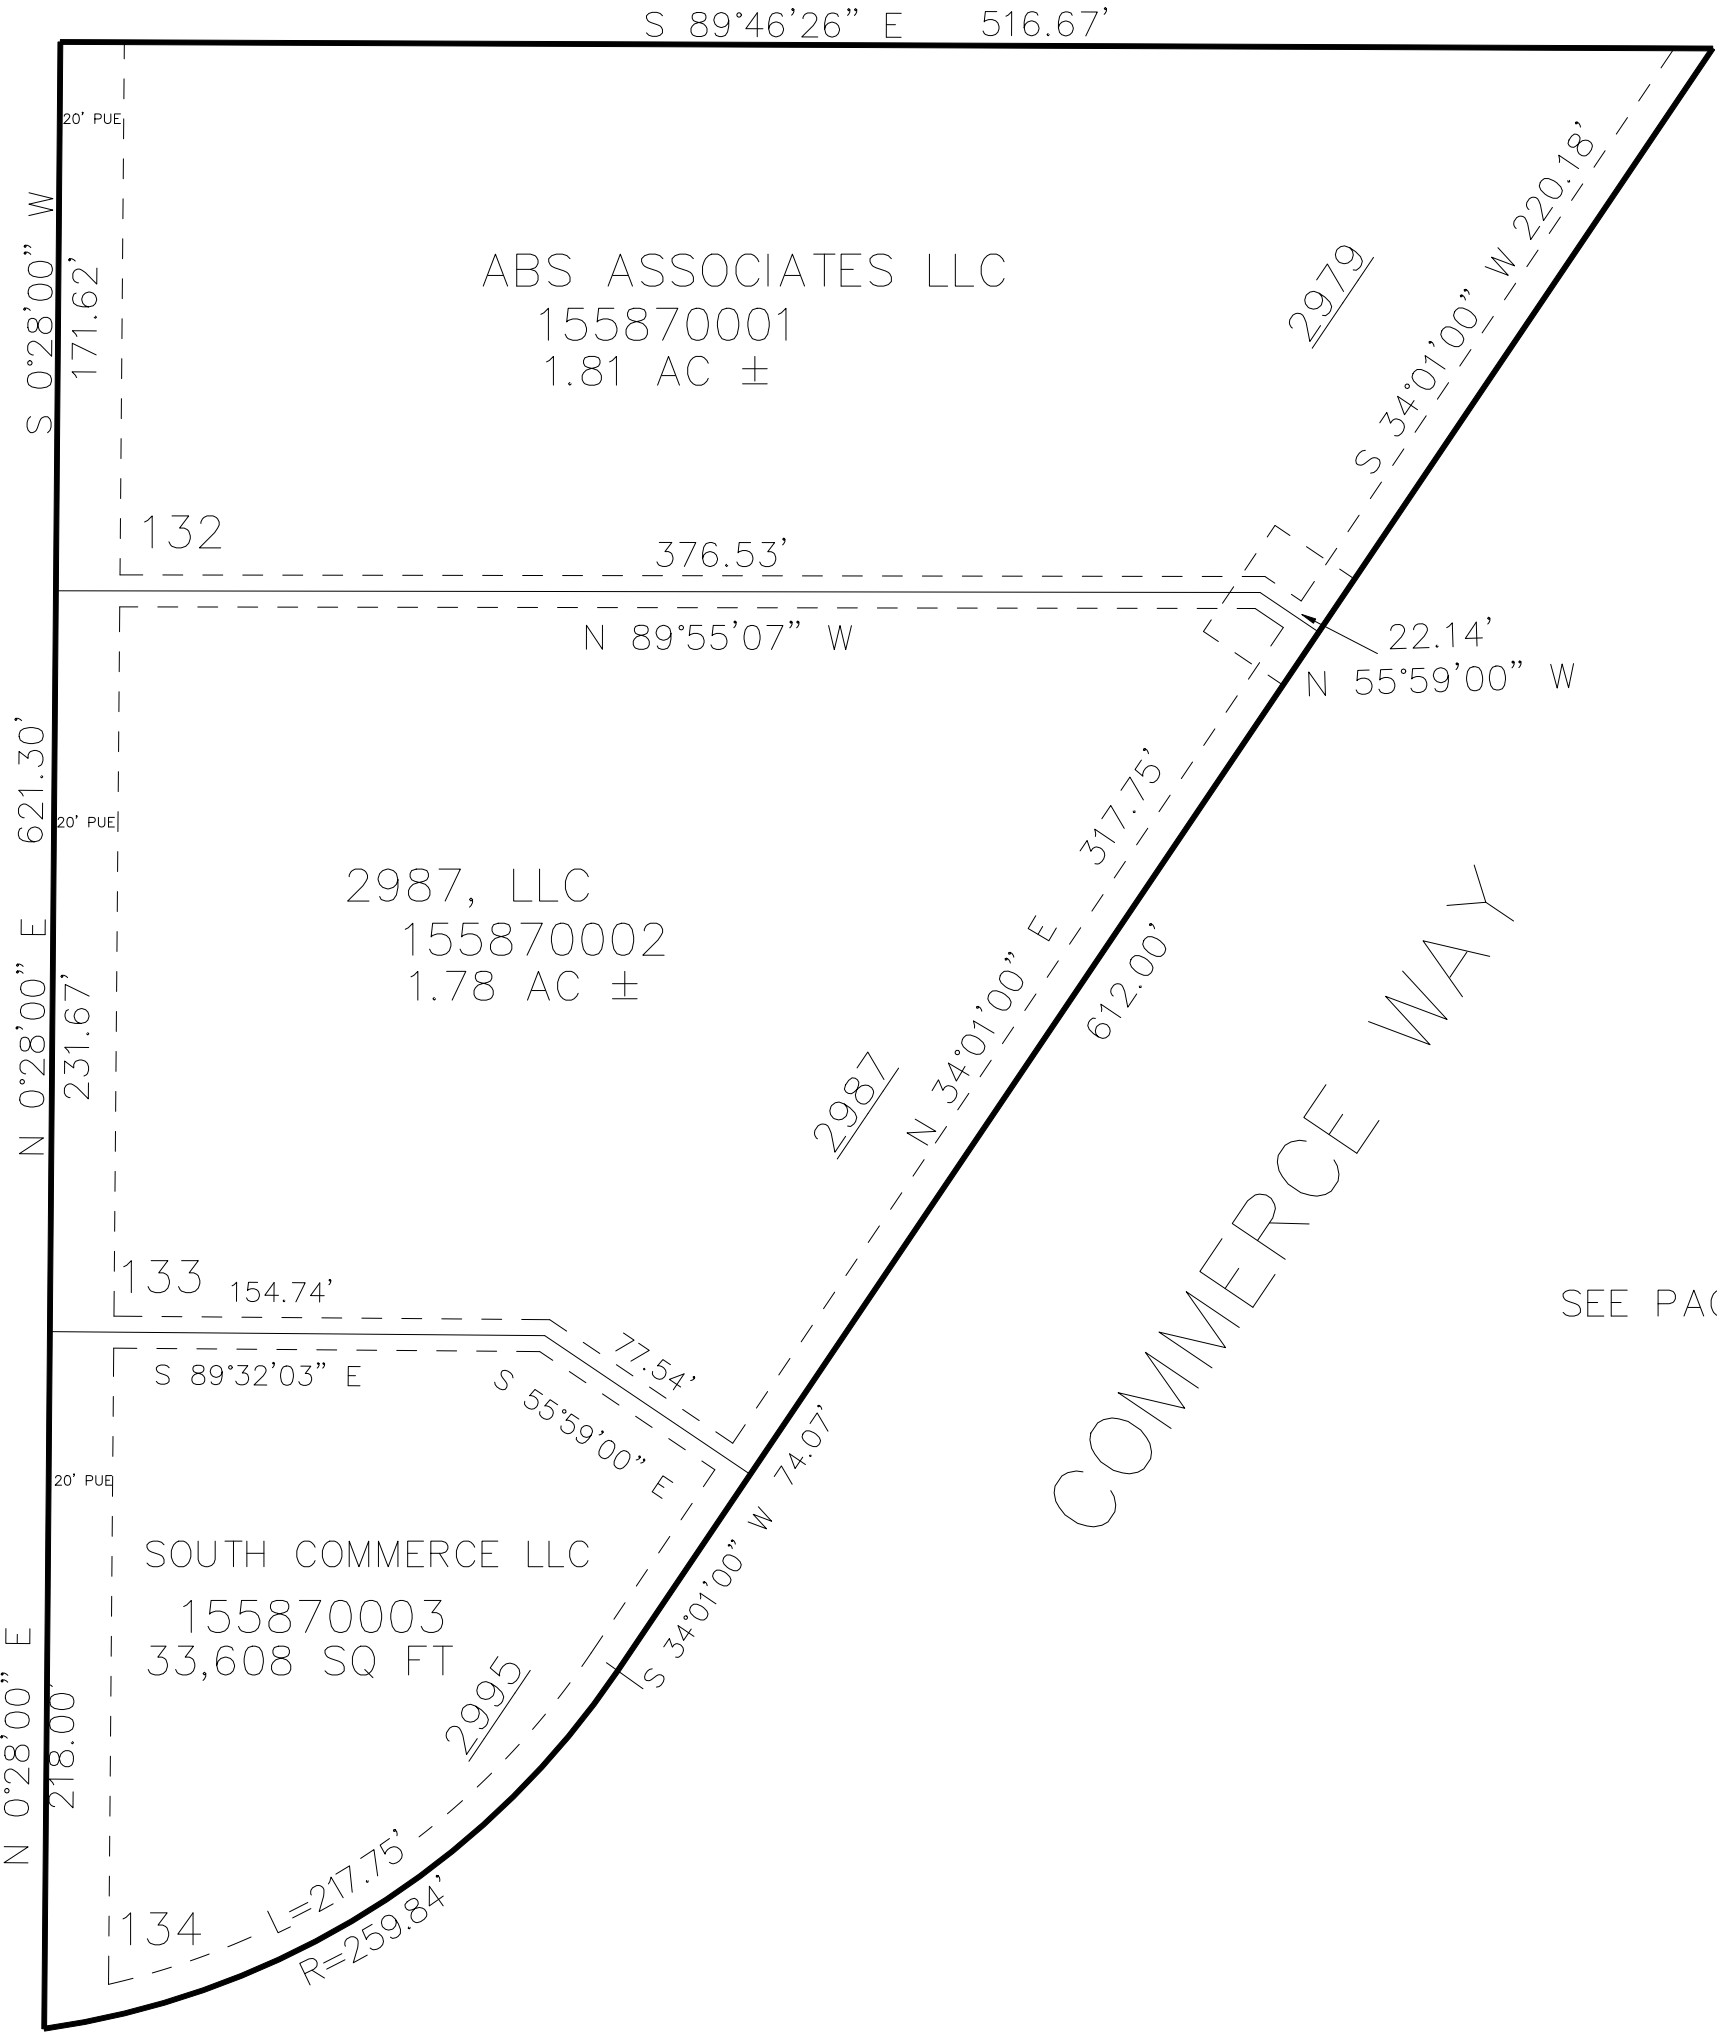 S 89°46'26" E 516.67'
20' PUE
S 0°28'00" W
171.62'
ABS ASSOCIATES LLC
155870001
1.81 AC ±
2979
S 34°01'00" W 220.18'
132
376.53'
N 89°55'07" W
22.14'
N 55°59'00" W
N 0°28'00" E 621.30'
20' PUE
231.67'
2987, LLC
155870002
1.78 AC ±
2987
N 34°01'00" E 317.75'
612.00'
COMMERCE WAY
133
154.74'
S 89°32'03" E
77.54'
S 55°59'00" E
SEE
S 34°01'00" W 74.07'
20' PUE
SOUTH COMMERCE LLC
155870003
33,608 SQ FT
2995
N 0°28'00" E
218.00'
134
L=217.75'
R=259.84'